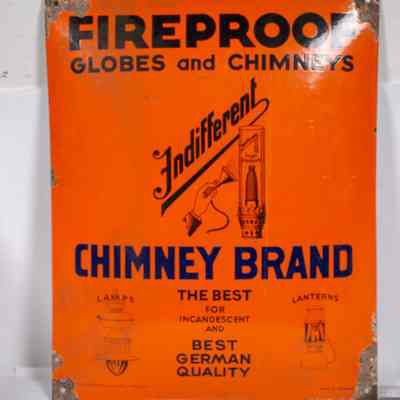 FIREPROOF
GLOBES and CHIMNEYS
Indifferent
CHIMNEY BRAND
LAMPS
THE BEST
FOR
INCANDESCENT
AND
BEST
GERMAN
QUALITY
LANTERNS